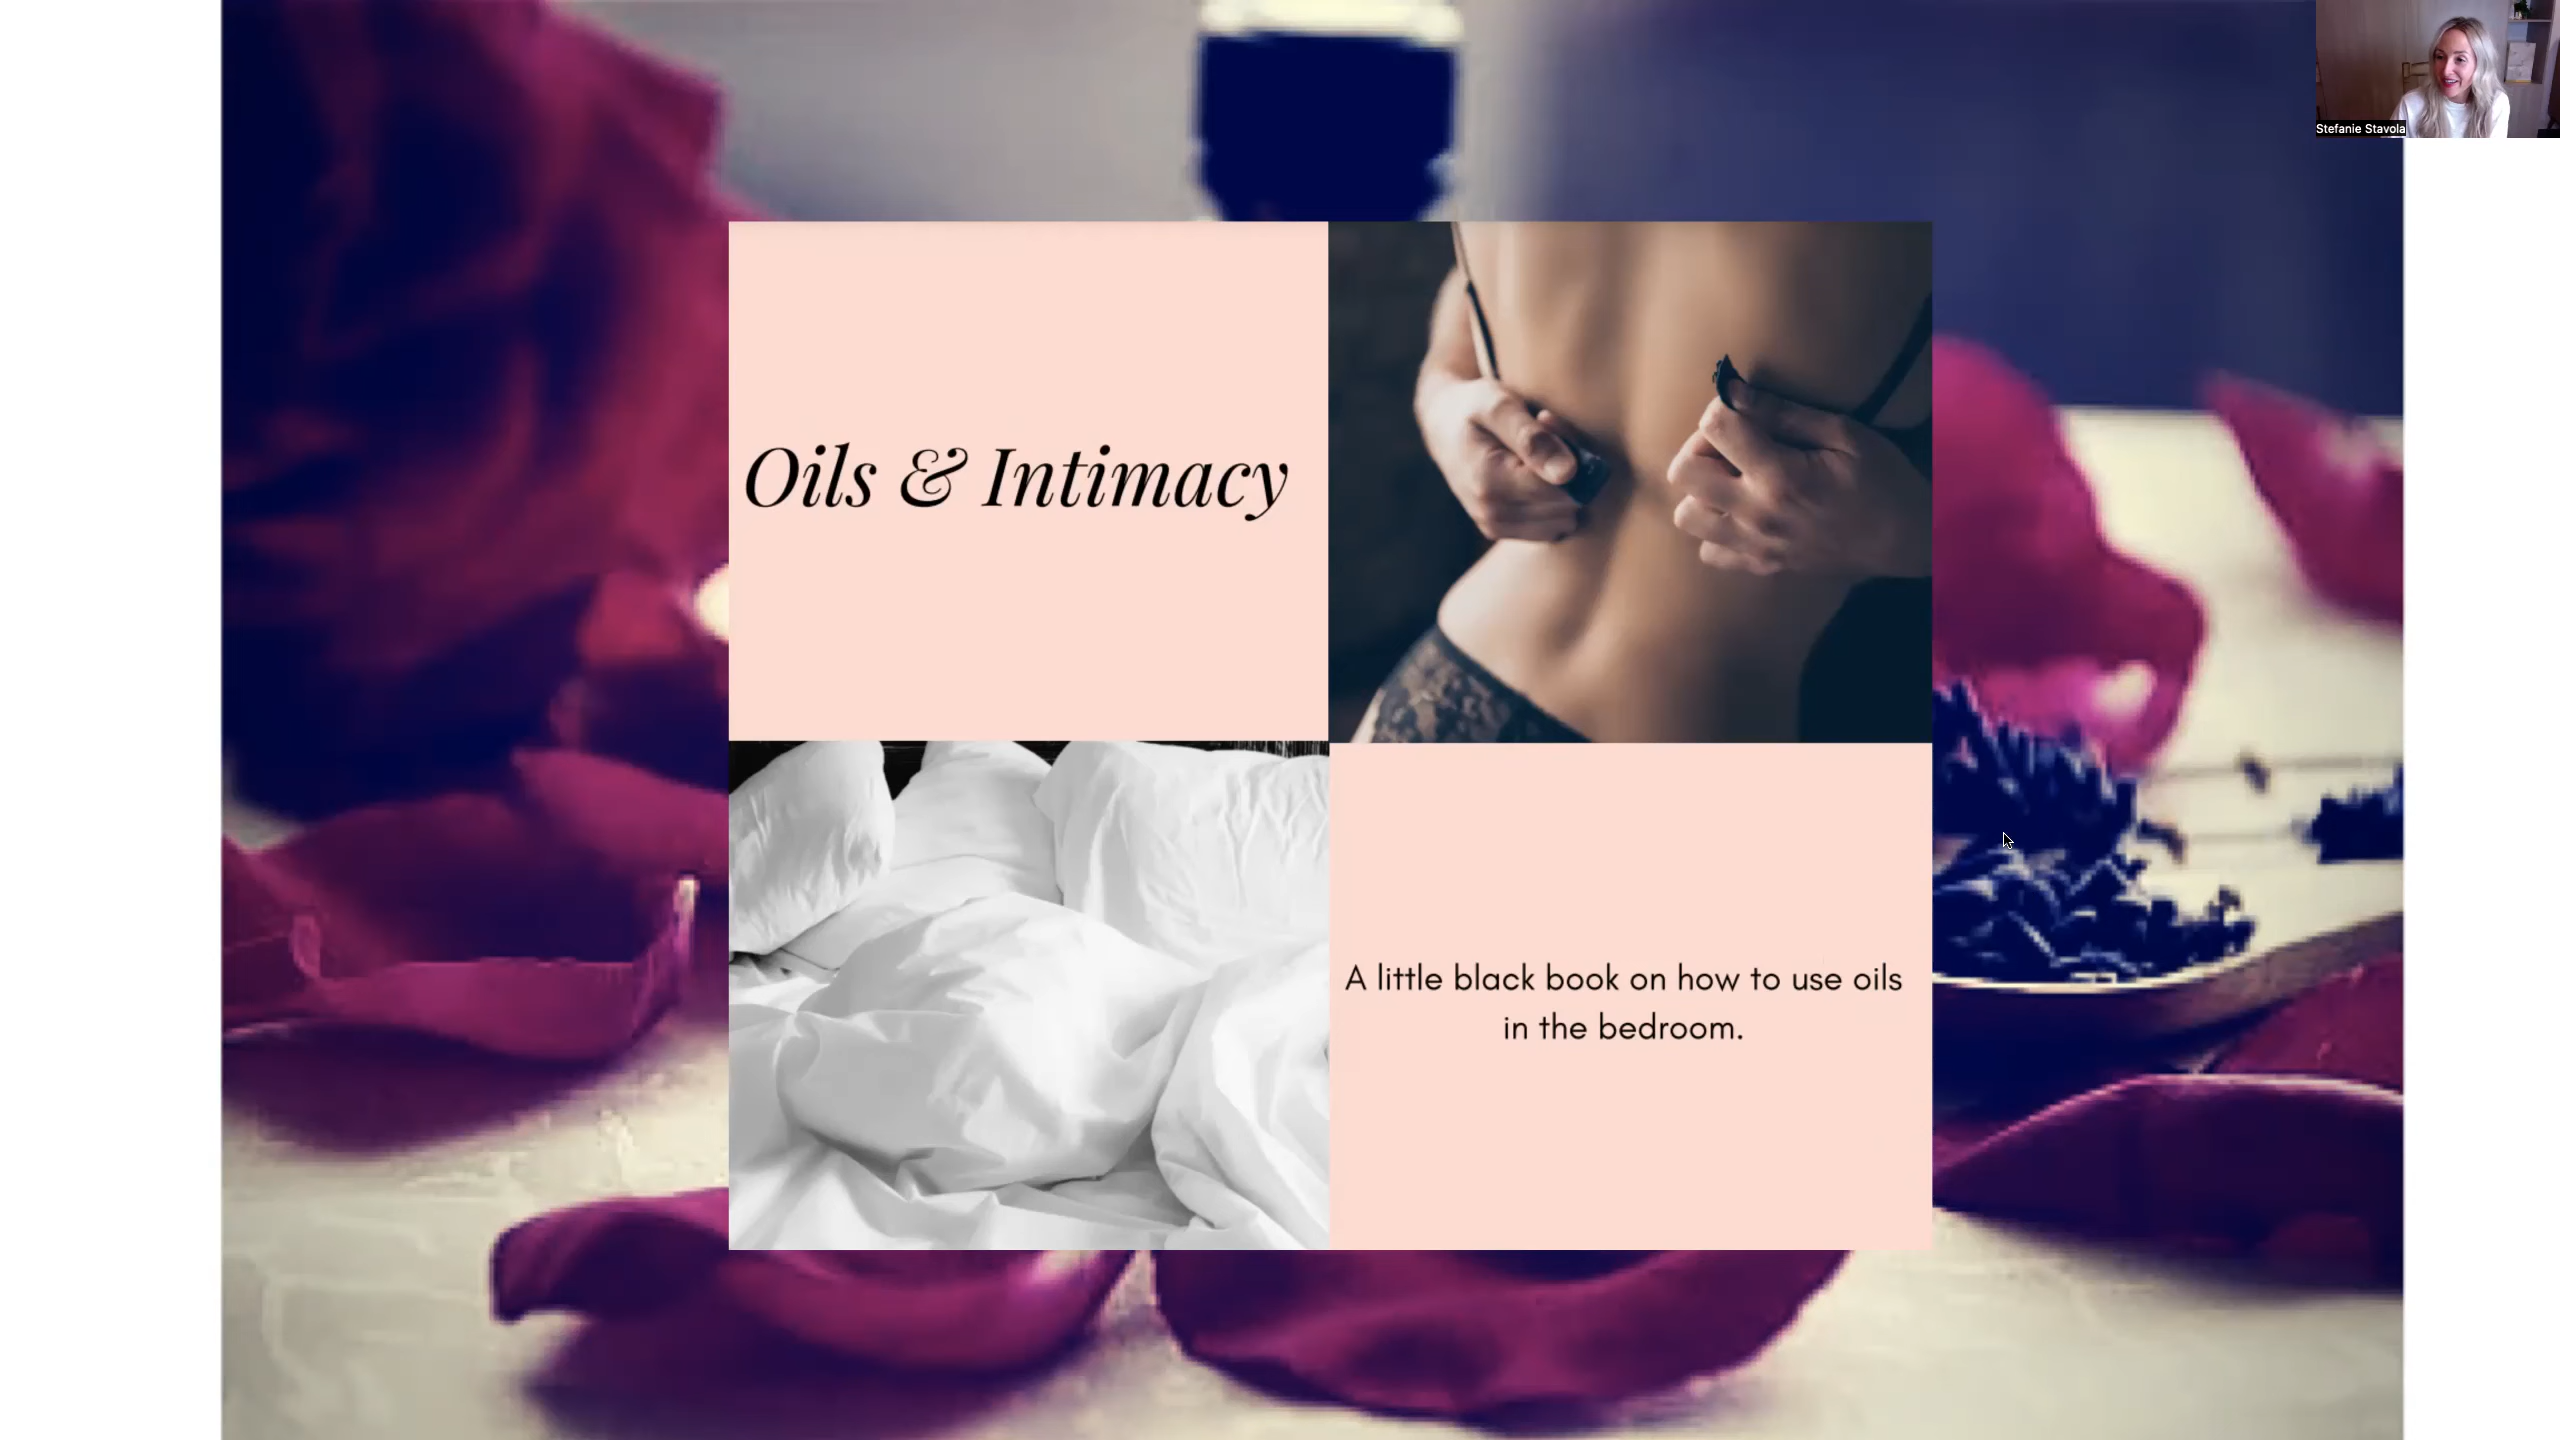 Stefanie Stavola
Oils & Intimacy
A little black book on how to use oils
in the bedroom.